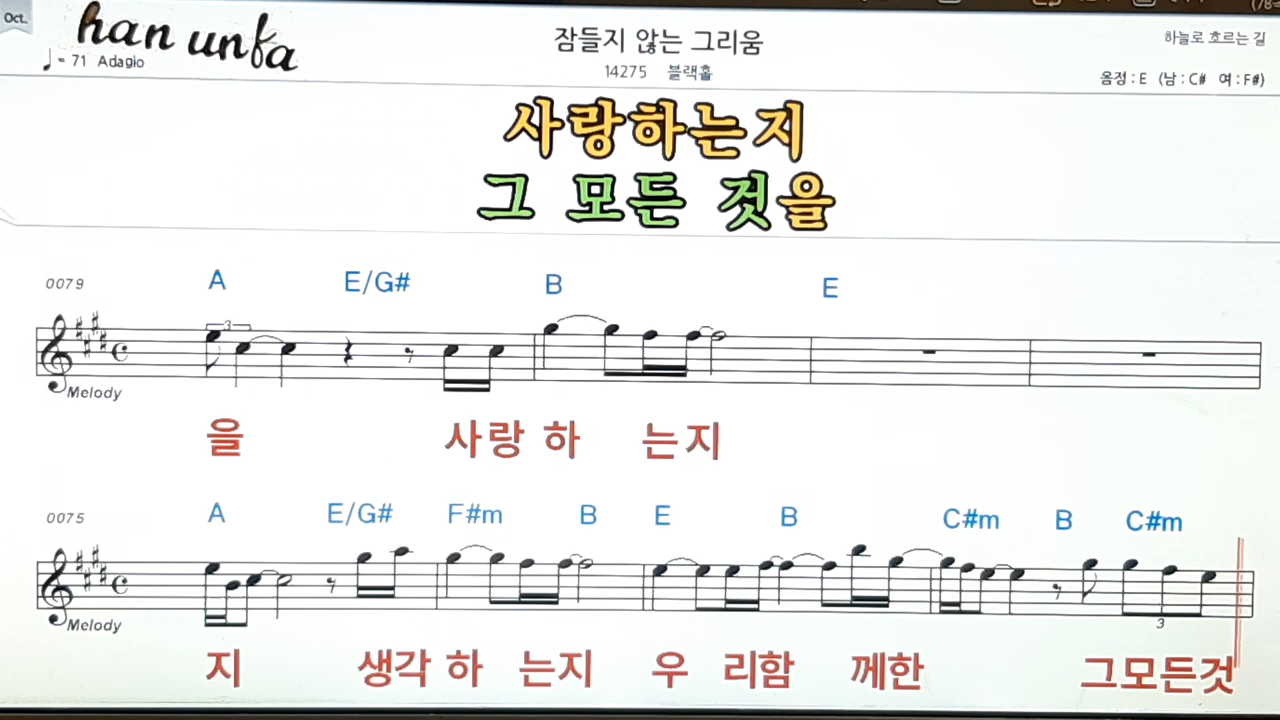 Oct.
han unfa
♩ = 71 Adagio
잠들지 않는 그리움
14275 블랙홀
하늘로 흐르는 길
음정 : E (남 : C# 여 : F#)
사랑하는지
그 모든 것을
0079
A E/G# B E
3
Melody
을 사랑 하 는지
0075
A E/G# F#m B E B C#m B C#m
Melody
3
지 생각 하 는지 우 리함 께한 그모든것